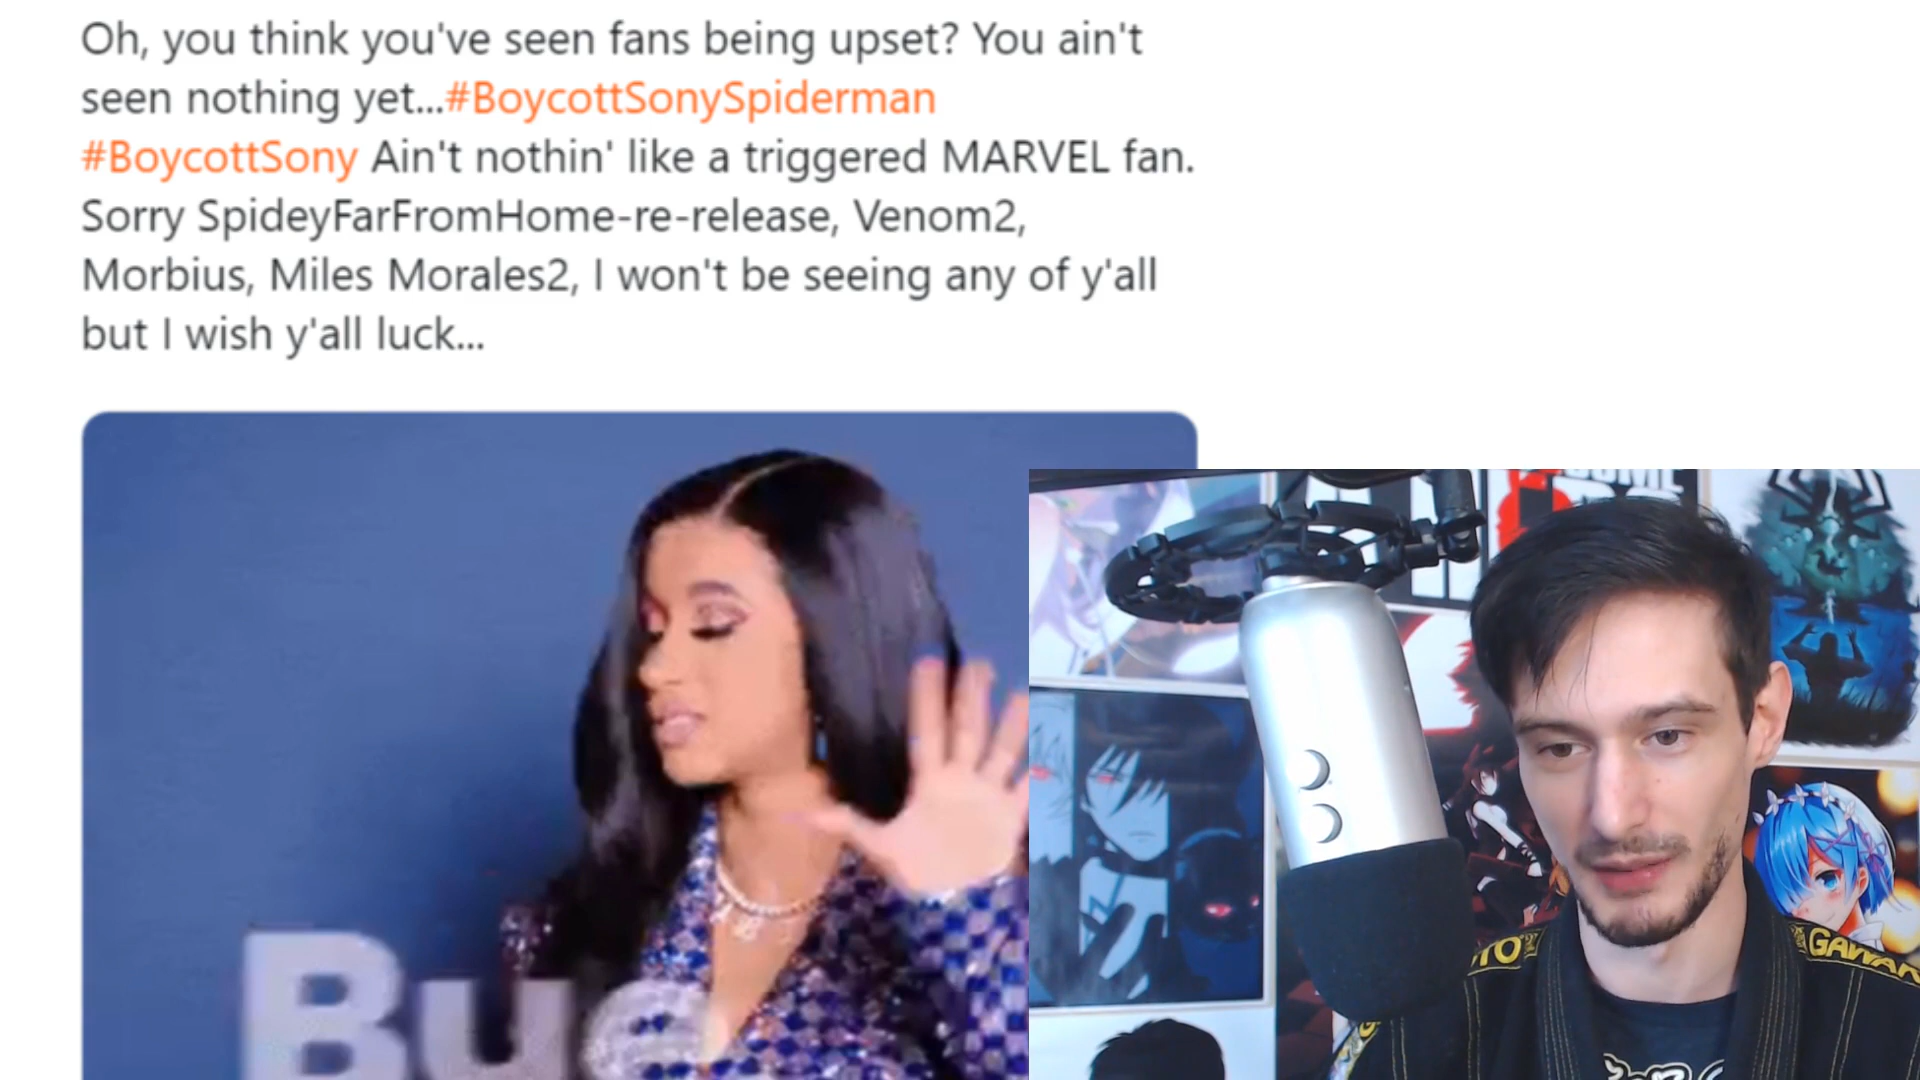 Oh, you think you've seen fans being upset? You ain't
seen nothing yet...#BoycottSonySpiderman
#BoycottSony Ain't nothin' like a triggered MARVEL fan.
Sorry SpideyFarFromHome-re-release, Venom2,
Morbius, Miles Morales2, I won't be seeing any of y'all
but I wish y'all luck...
Bu